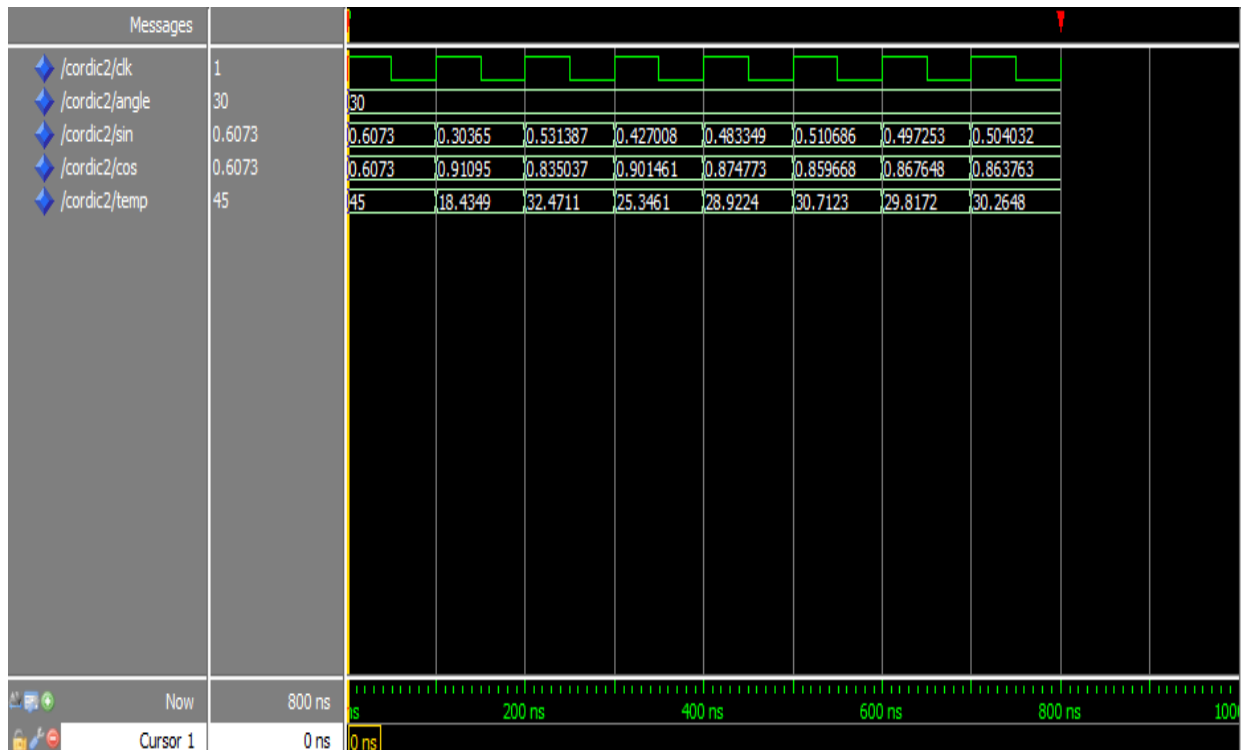 Messages
/cordic2/clk 1
/cordic2/angle 30 30
/cordic2/sin 0.6073 0.6073 0.30365 0.531387 0.427008 0.483349 0.510686 0.497253 0.504032
/cordic2/cos 0.6073 0.6073 0.91095 0.835037 0.901461 0.874773 0.859668 0.867648 0.863763
/cordic2/temp 45 45 18.4349 32.4711 25.3461 28.9224 30.7123 29.8172 30.2648
Now 800 ns ns 200 ns 400 ns 600 ns 800 ns 100
Cursor 1 0 ns 0 ns